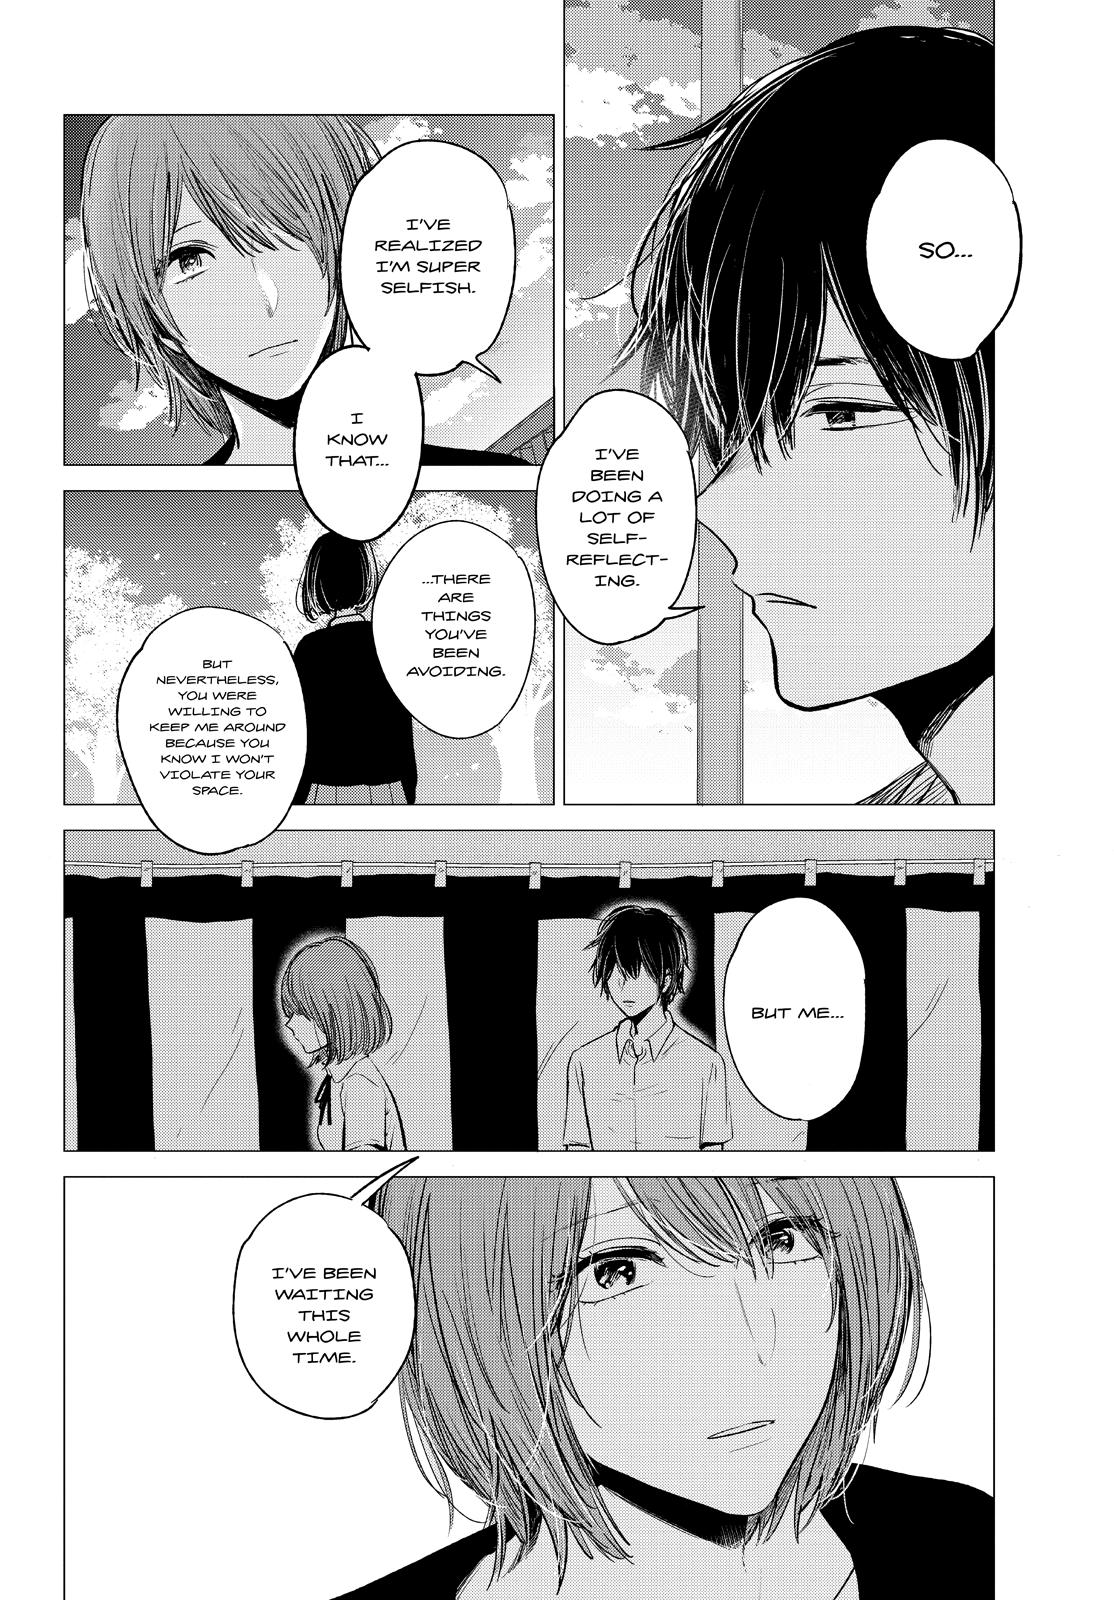 SO...
I'VE
BEEN
DOING A
LOT OF
SELF-
REFLECT-
ING.
I'VE
REALIZED
I'M SUPER
SELFISH.
I
KNOW
THAT...
...THERE
ARE
THINGS
YOU'VE
BEEN
AVOIDING.
BUT
NEVERTHELESS,
YOU WERE
WILLING TO
KEEP ME AROUND
BECAUSE YOU
KNOW I WON'T
VIOLATE YOUR
SPACE.
BUT ME...
I'VE BEEN
WAITING
THIS
WHOLE
TIME.